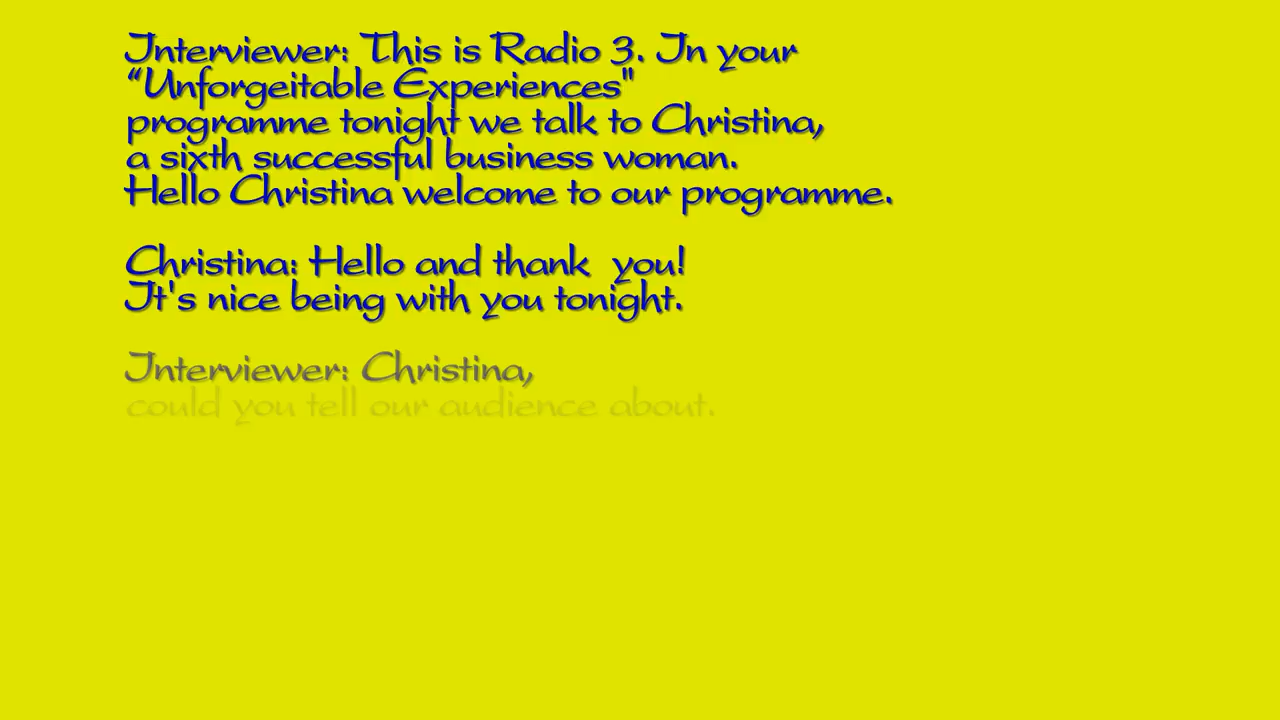 Interviewer: This is Radio 3. In your
“Unforgeitable Experiences"
programme tonight we talk to Christina,
a sixth successful business woman.
Hello Christina welcome to our programme.
Christina: Hello and thank  you!
It's nice being with you tonight.
Interviewer: Christina,
could you tell our audience about.